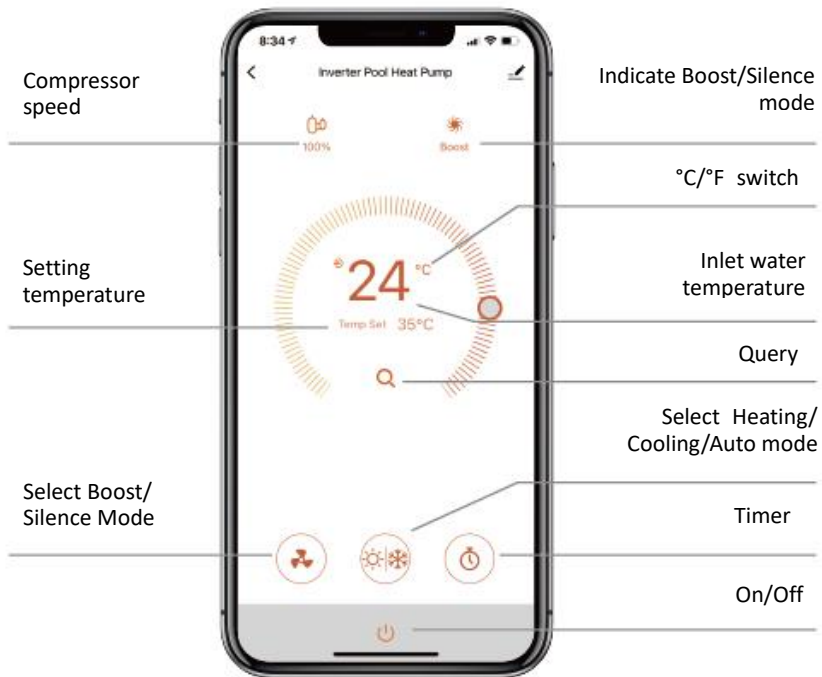 8:34
Inverter Pool Heat Pump
Compressor
speed
Indicate Boost/Silence
mode
100%
Boost
°C/°F switch
Setting
temperature
24 °C
Temp Set 35°C
Inlet water
temperature
Query
Select Heating/
Cooling/Auto mode
Select Boost/
Silence Mode
Timer
On/Off